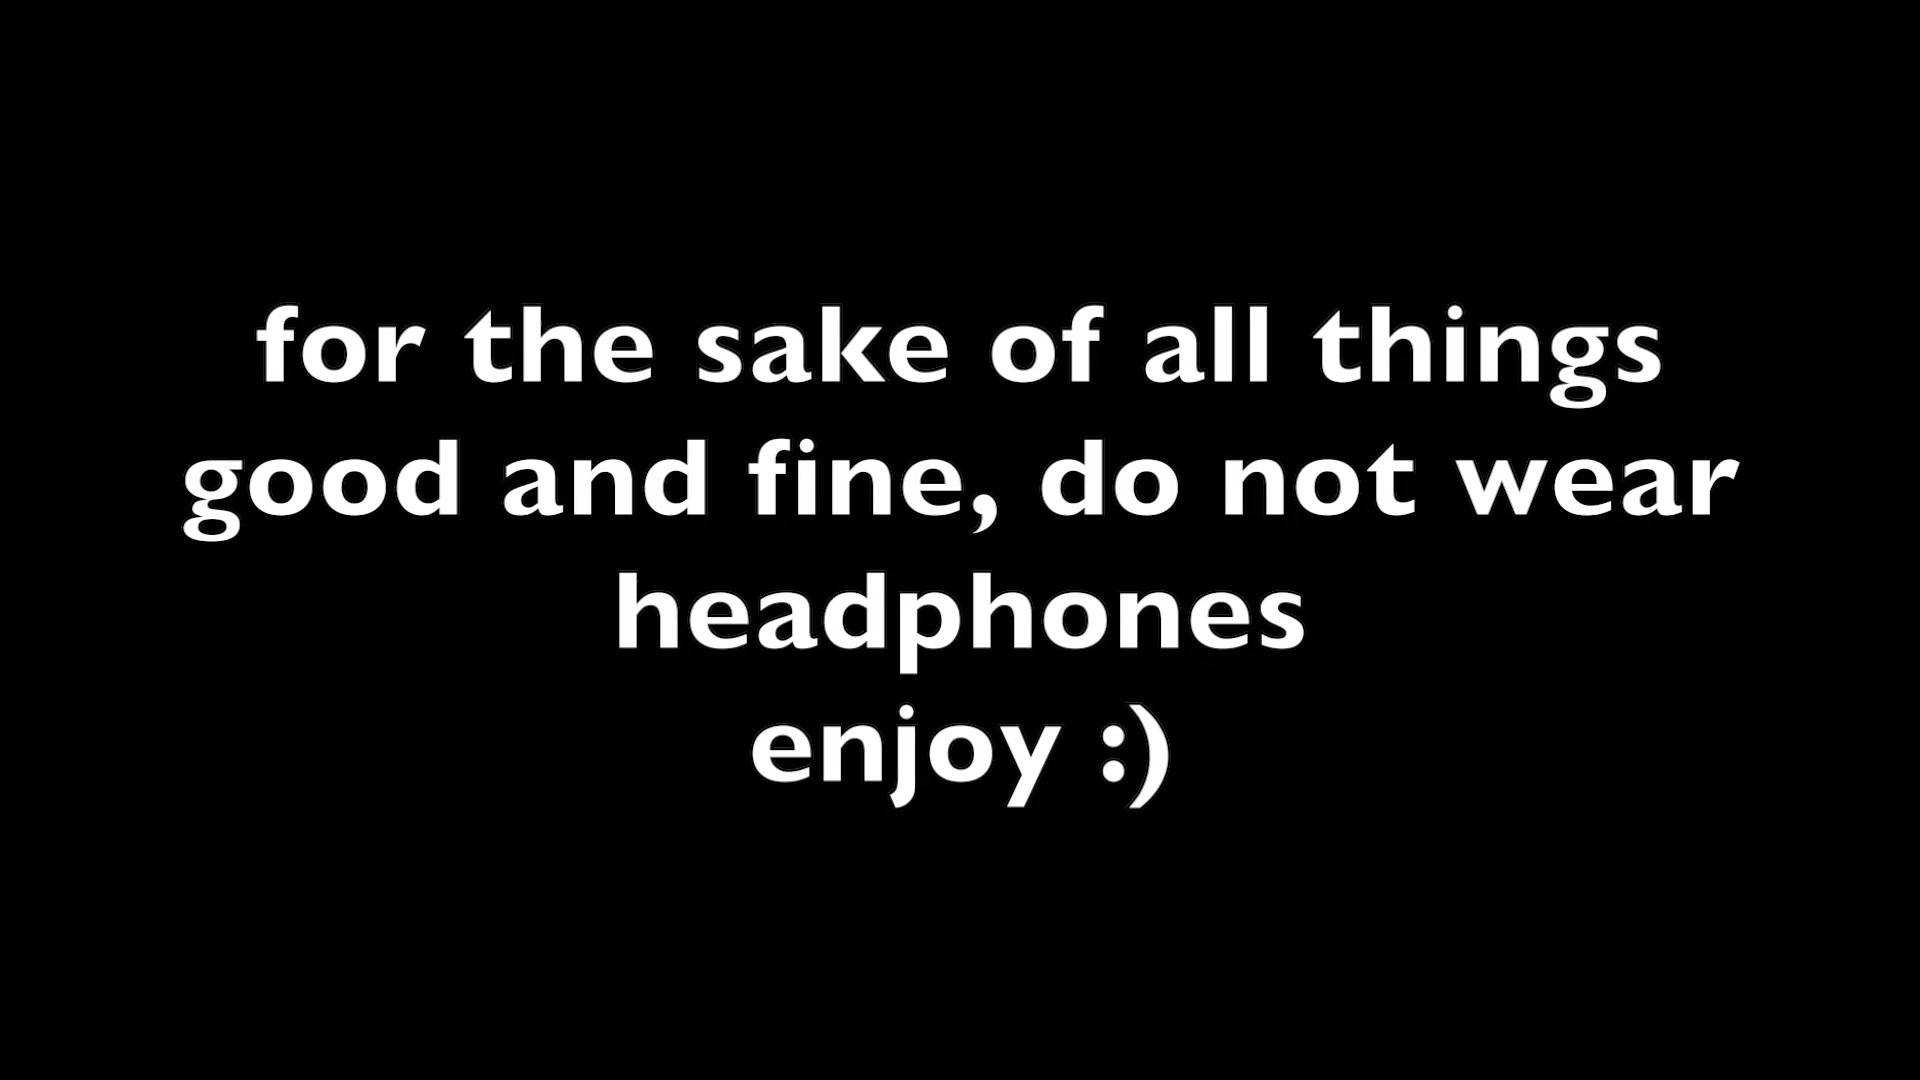 for the sake of all things
good and fine, do not wear
headphones
enjoy :)